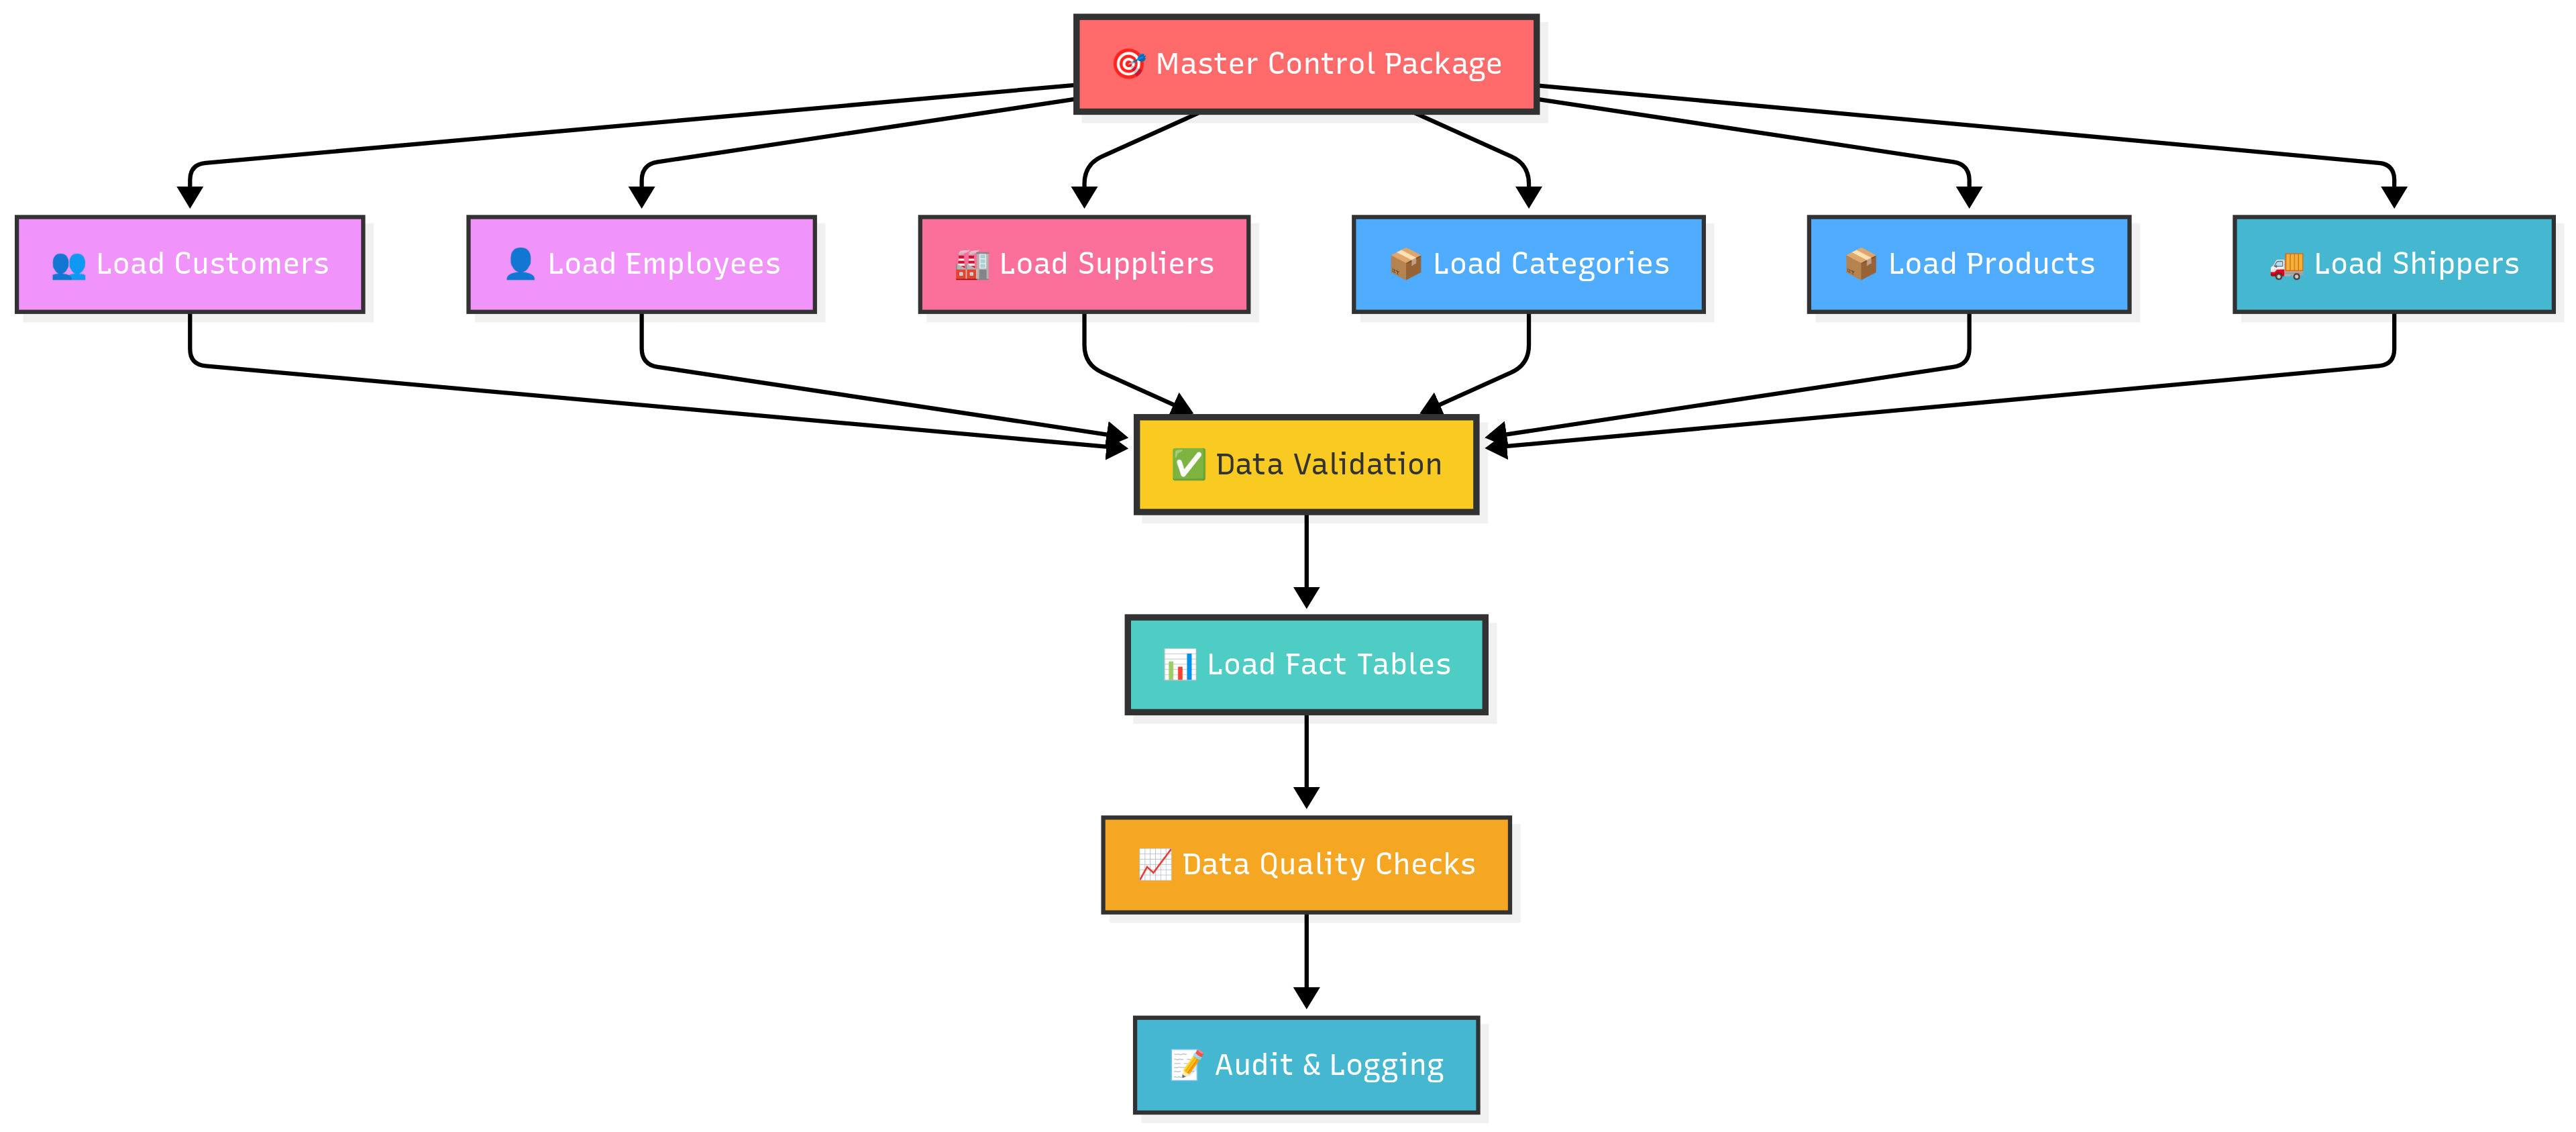 🎯 Master Control Package
👥 Load Customers
👤 Load Employees
🏭 Load Suppliers
📦 Load Categories
📦 Load Products
🚚 Load Shippers
✅ Data Validation
📊 Load Fact Tables
📈 Data Quality Checks
📝 Audit & Logging